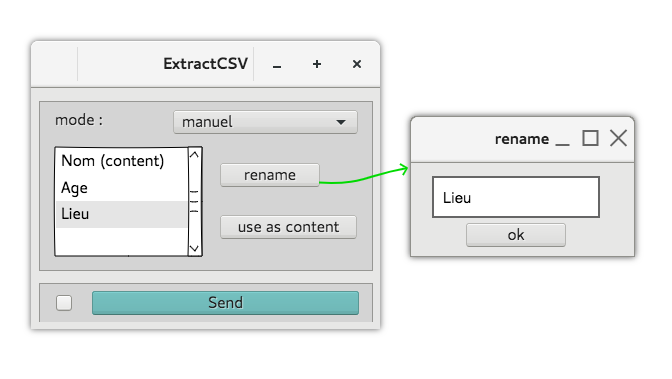 ExtractCSV
mode :
manuel
Nom (content)
Age
Lieu
rename
use as content
Send
rename
Lieu
ok